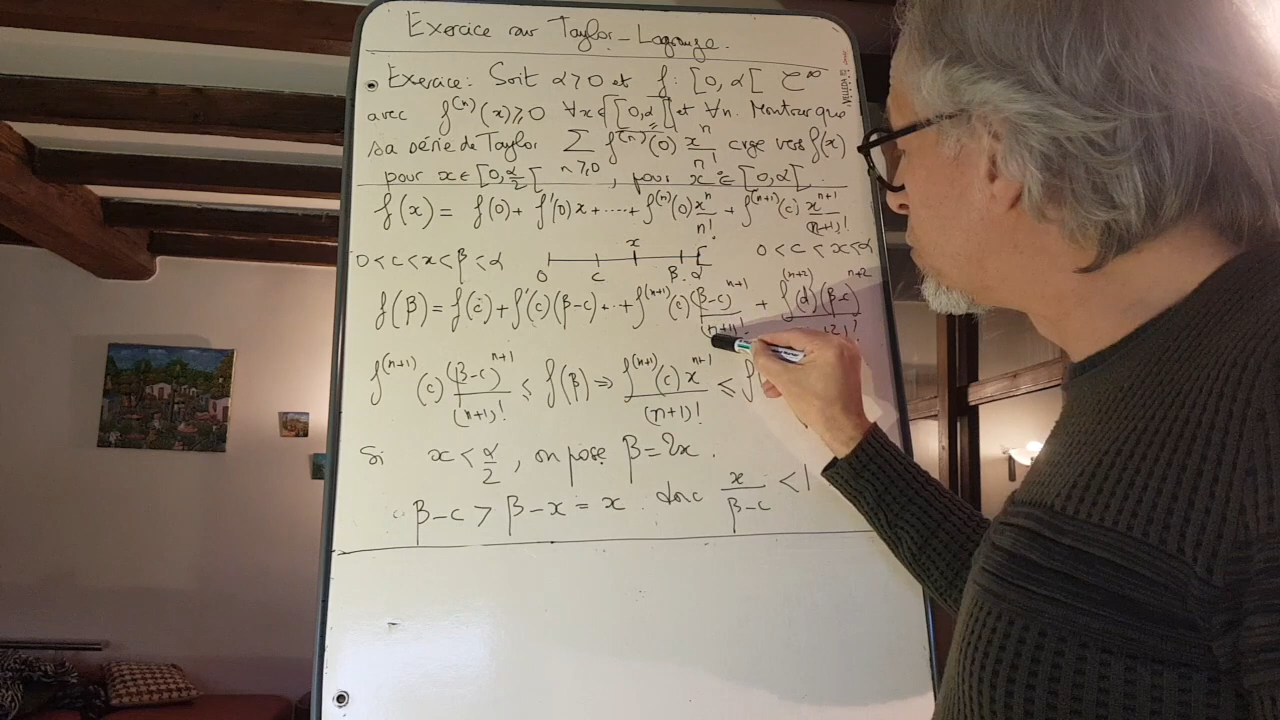 Exercice sur Taylor-Lagrange.
• Exercice: Soit α>0 et f: [0,α[ C^∞
avec f^(n)(x)⩾0 ∀x∈[0,α[ et ∀n. Montrer que
sa série de Taylor ∑_{n⩾0} f^(n)(0) x^n/n! cvge vers f(x)
pour x∈[0,α/2[ , pour x∈[0,α[.
f(x) = f(0)+ f'(0)x+·····+f^(n)(0)x^n/n! + f^(n+1)(c) x^(n+1)/(n+1)!
0<c<x<β<α 0 c x β α 0<c<x<α
f(β)=f(c)+f'(c)(β-c)+··+f^(n+1)(c)(β-c)^(n+1)/(n+1)! + f^(n+2)(d)(β-c)^(n+2)/ +2)!
f^(n+1)(c)(β-c)^(n+1)/(n+1)! ⩽ f(β) ⇒ f^(n+1)(c)x^(n+1)/(n+1)! ⩽ f
Si x<α/2, on pose β=2x.
β-c > β-x = x. donc x/(β-c) <1